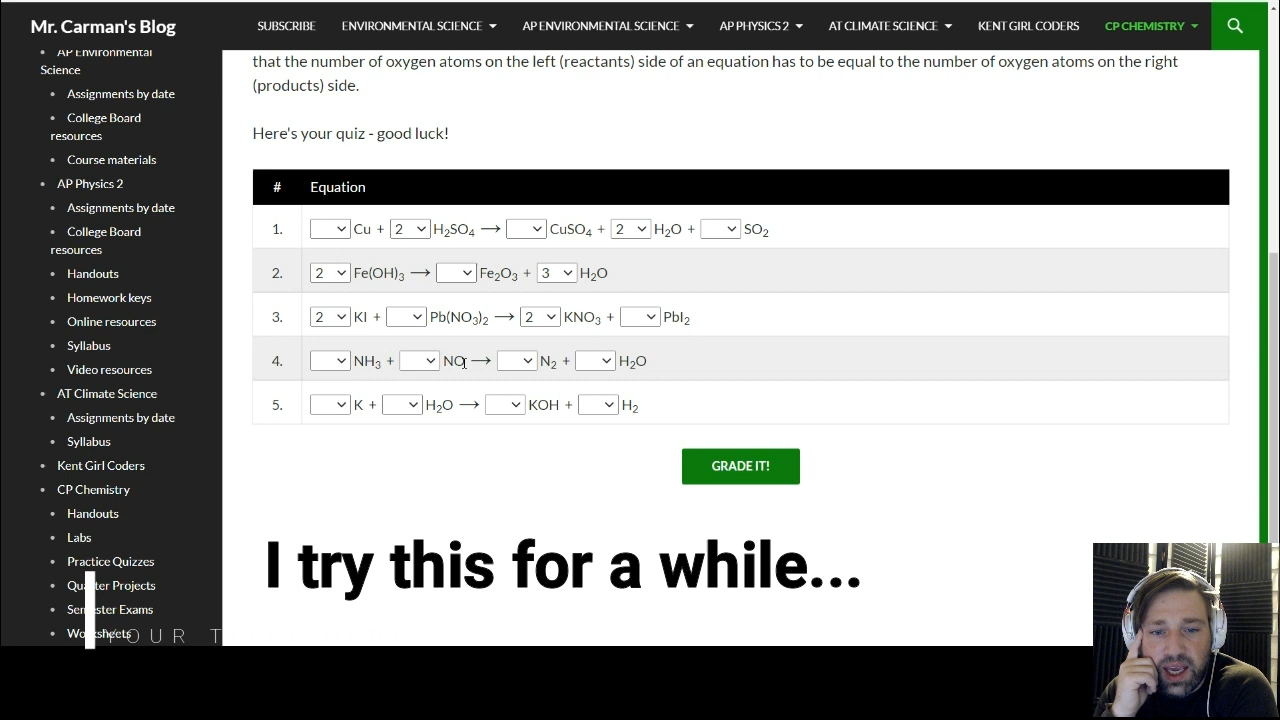 Mr. Carman's Blog
SUBSCRIBE ENVIRONMENTAL SCIENCE AP ENVIRONMENTAL SCIENCE AP PHYSICS 2 AT CLIMATE SCIENCE KENT GIRL CODERS CP CHEMISTRY
AP Environmental
Science
Assignments by date
College Board
resources
Course materials
AP Physics 2
Assignments by date
College Board
resources
Handouts
Homework keys
Online resources
Syllabus
Video resources
AT Climate Science
Assignments by date
Syllabus
Kent Girl Coders
CP Chemistry
Handouts
Labs
Practice Quizzes
Quarter Projects
Semester Exams
Worksheets
that the number of oxygen atoms on the left (reactants) side of an equation has to be equal to the number of oxygen atoms on the right
(products) side.
Here's your quiz - good luck!
# Equation
1. Cu + 2 H₂SO₄ ⟶ CuSO₄ + 2 H₂O + SO₂
2. 2 Fe(OH)₃ ⟶ Fe₂O₃ + 3 H₂O
3. 2 KI + Pb(NO₃)₂ ⟶ 2 KNO₃ + PbI₂
4. NH₃ + NO ⟶ N₂ + H₂O
5. K + H₂O ⟶ KOH + H₂
GRADE IT!
I try this for a while...
YOUR T